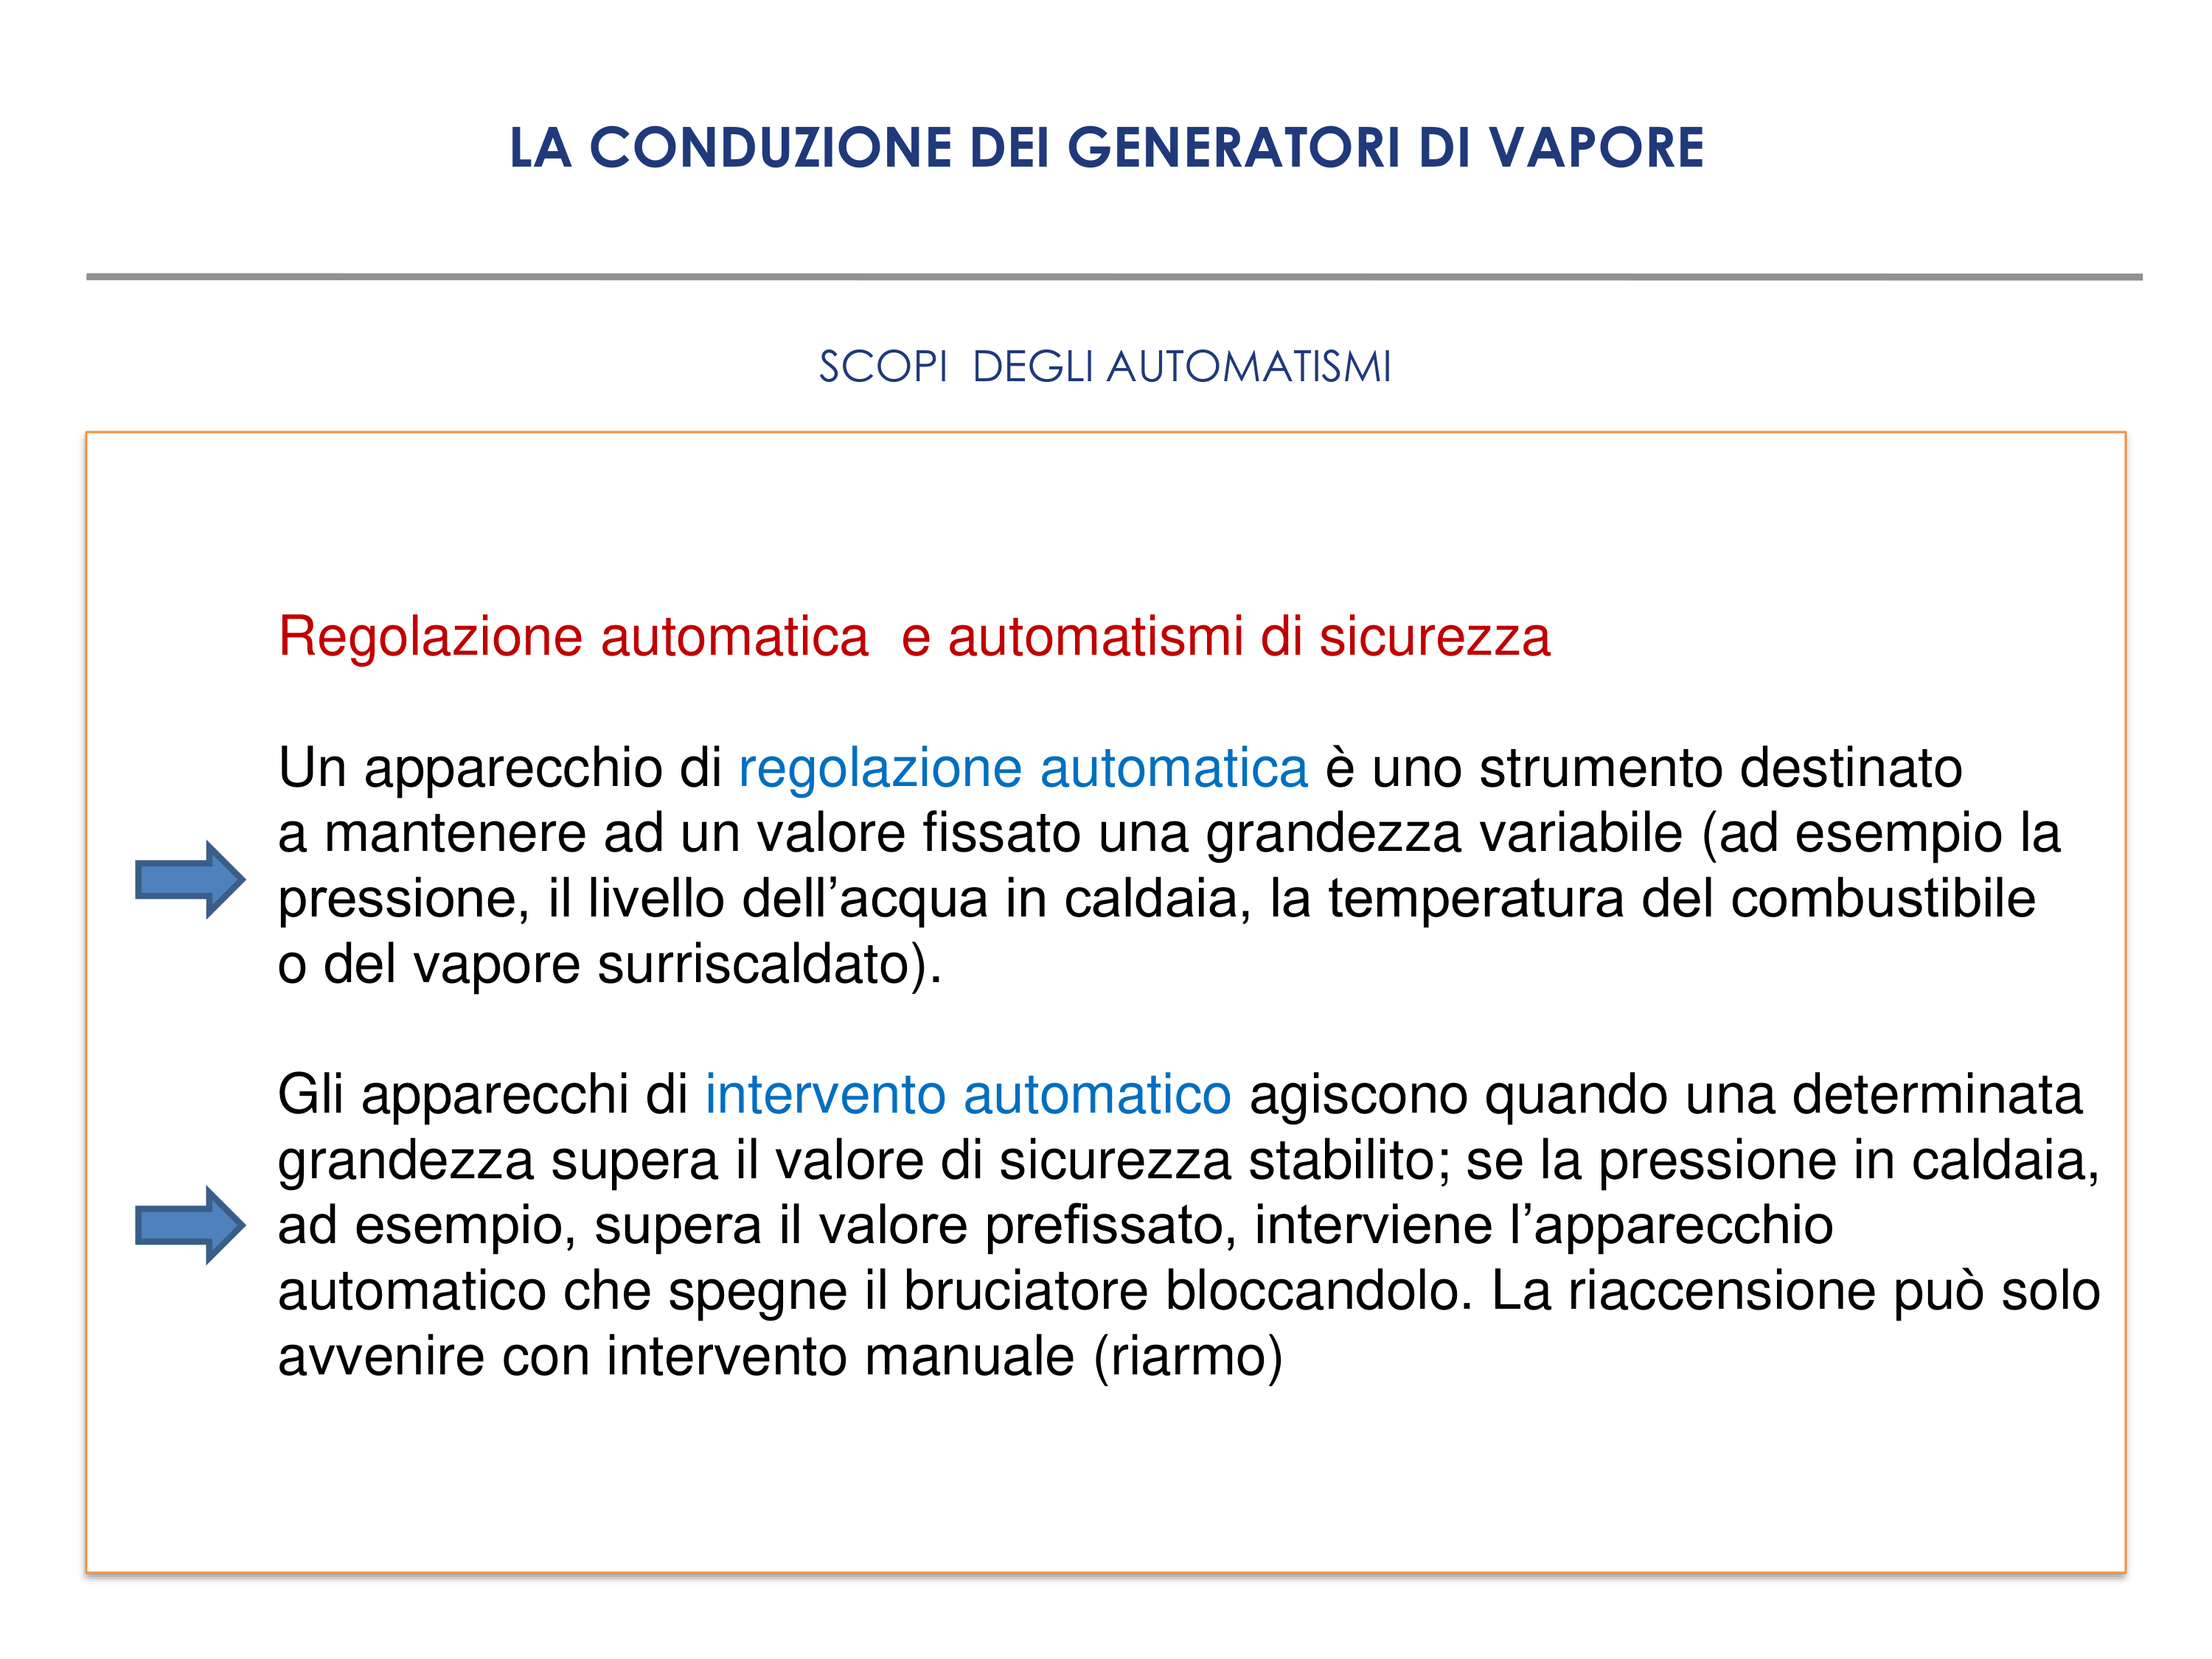 LA CONDUZIONE DEI GENERATORI DI VAPORE
SCOPI DEGLI AUTOMATISMI
Regolazione automatica e automatismi di sicurezza
Un apparecchio di regolazione automatica è uno strumento destinato
a mantenere ad un valore fissato una grandezza variabile (ad esempio la
pressione, il livello dell’acqua in caldaia, la temperatura del combustibile
o del vapore surriscaldato).
Gli apparecchi di intervento automatico agiscono quando una determinata
grandezza supera il valore di sicurezza stabilito; se la pressione in caldaia,
ad esempio, supera il valore prefissato, interviene l’apparecchio
automatico che spegne il bruciatore bloccandolo. La riaccensione può solo
avvenire con intervento manuale (riarmo)